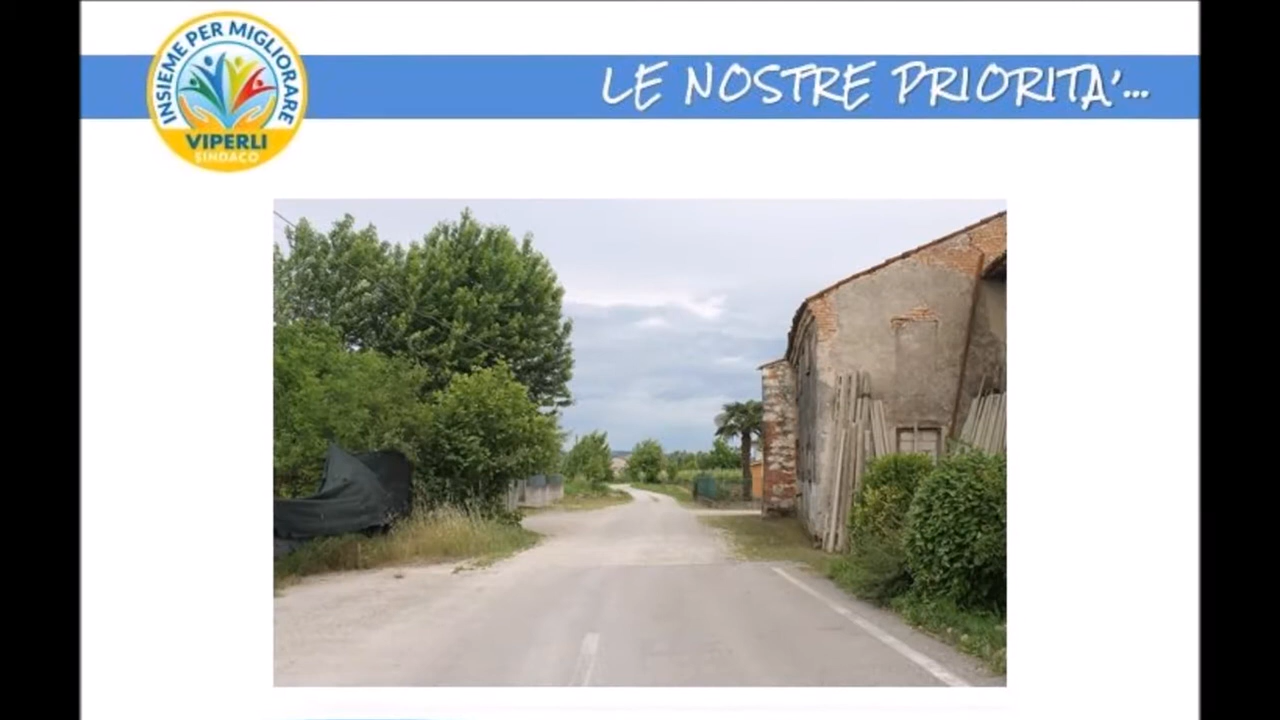 INSIEME PER MIGLIORARE
VIPERLI
SINDACO
LE NOSTRE PRIORITA'...